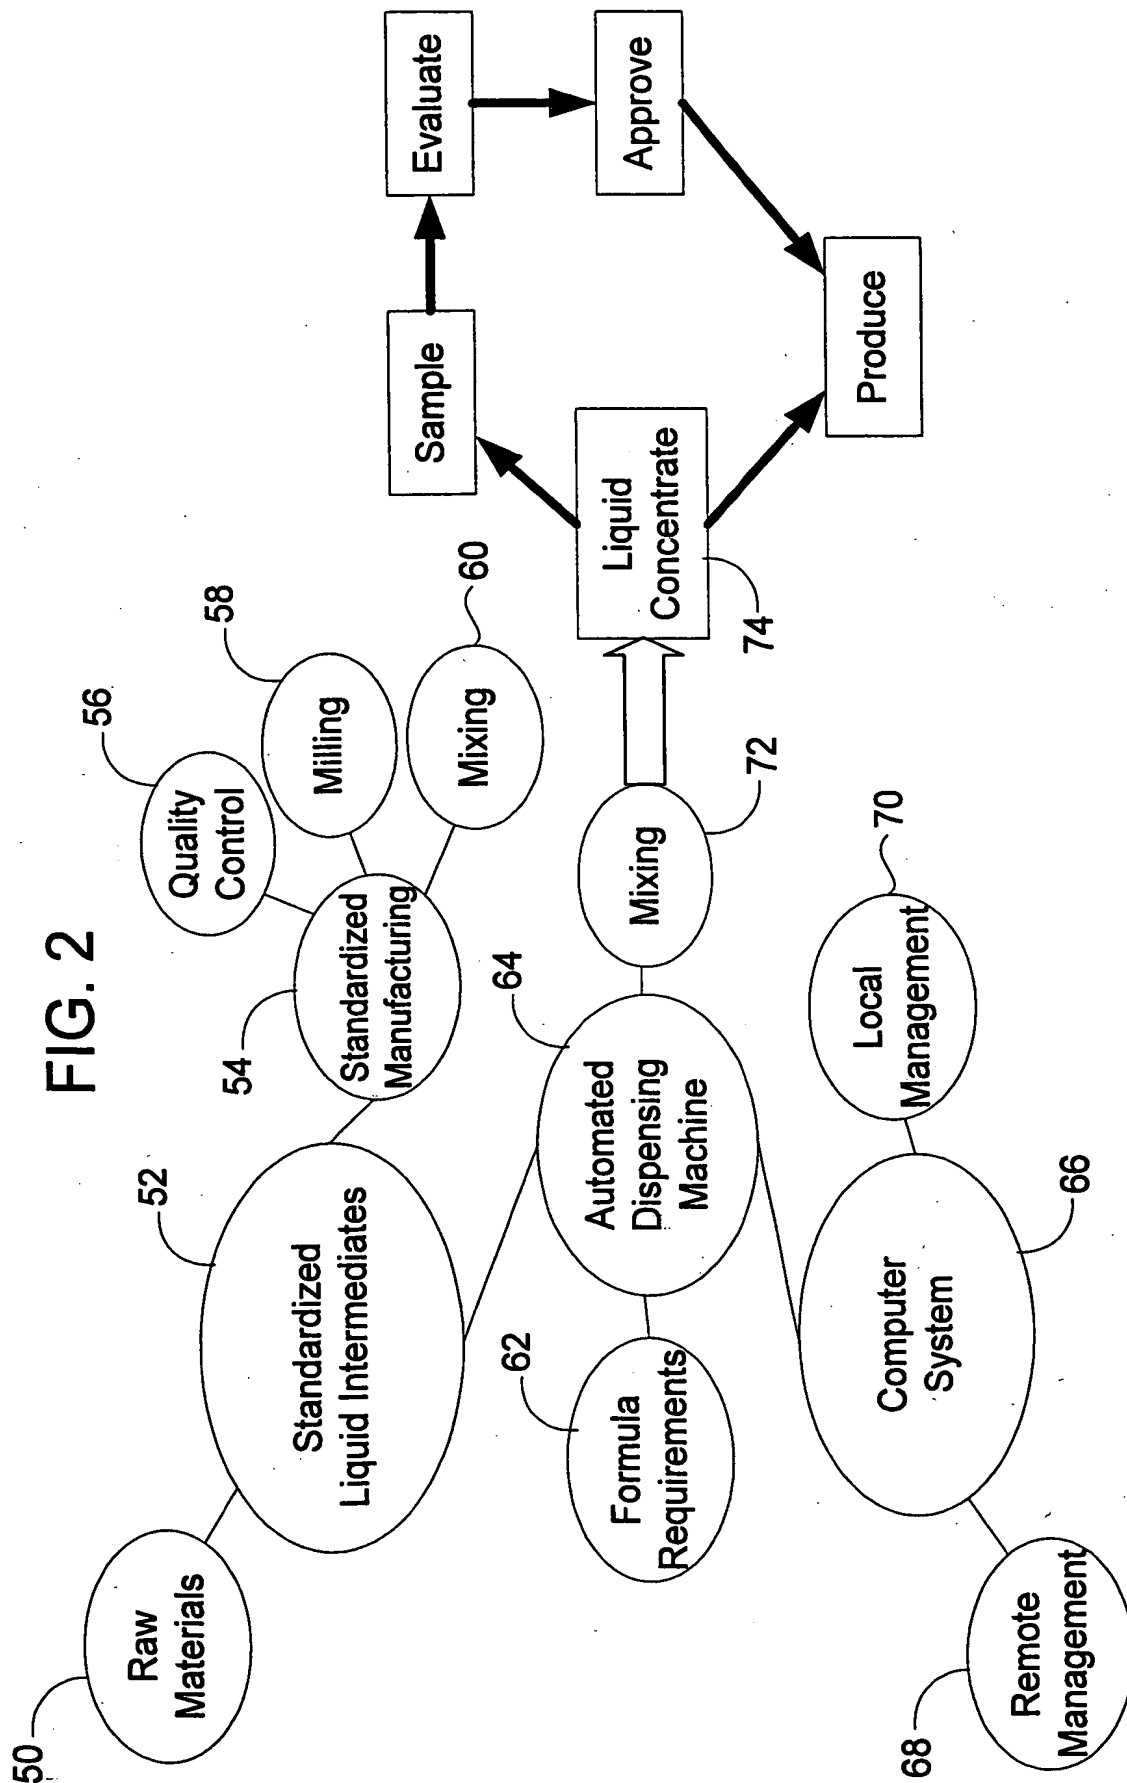 FIG. 2
50
Raw
Materials
52
Standardized
Liquid Intermediates
54
Standardized
Manufacturing
56
Quality
Control
58
Milling
60
Mixing
62
Formula
Requirements
64
Automated
Dispensing
Machine
72
Mixing
74
Liquid
Concentrate
Sample
Evaluate
Approve
Produce
66
Computer
System
68
Remote
Management
70
Local
Management